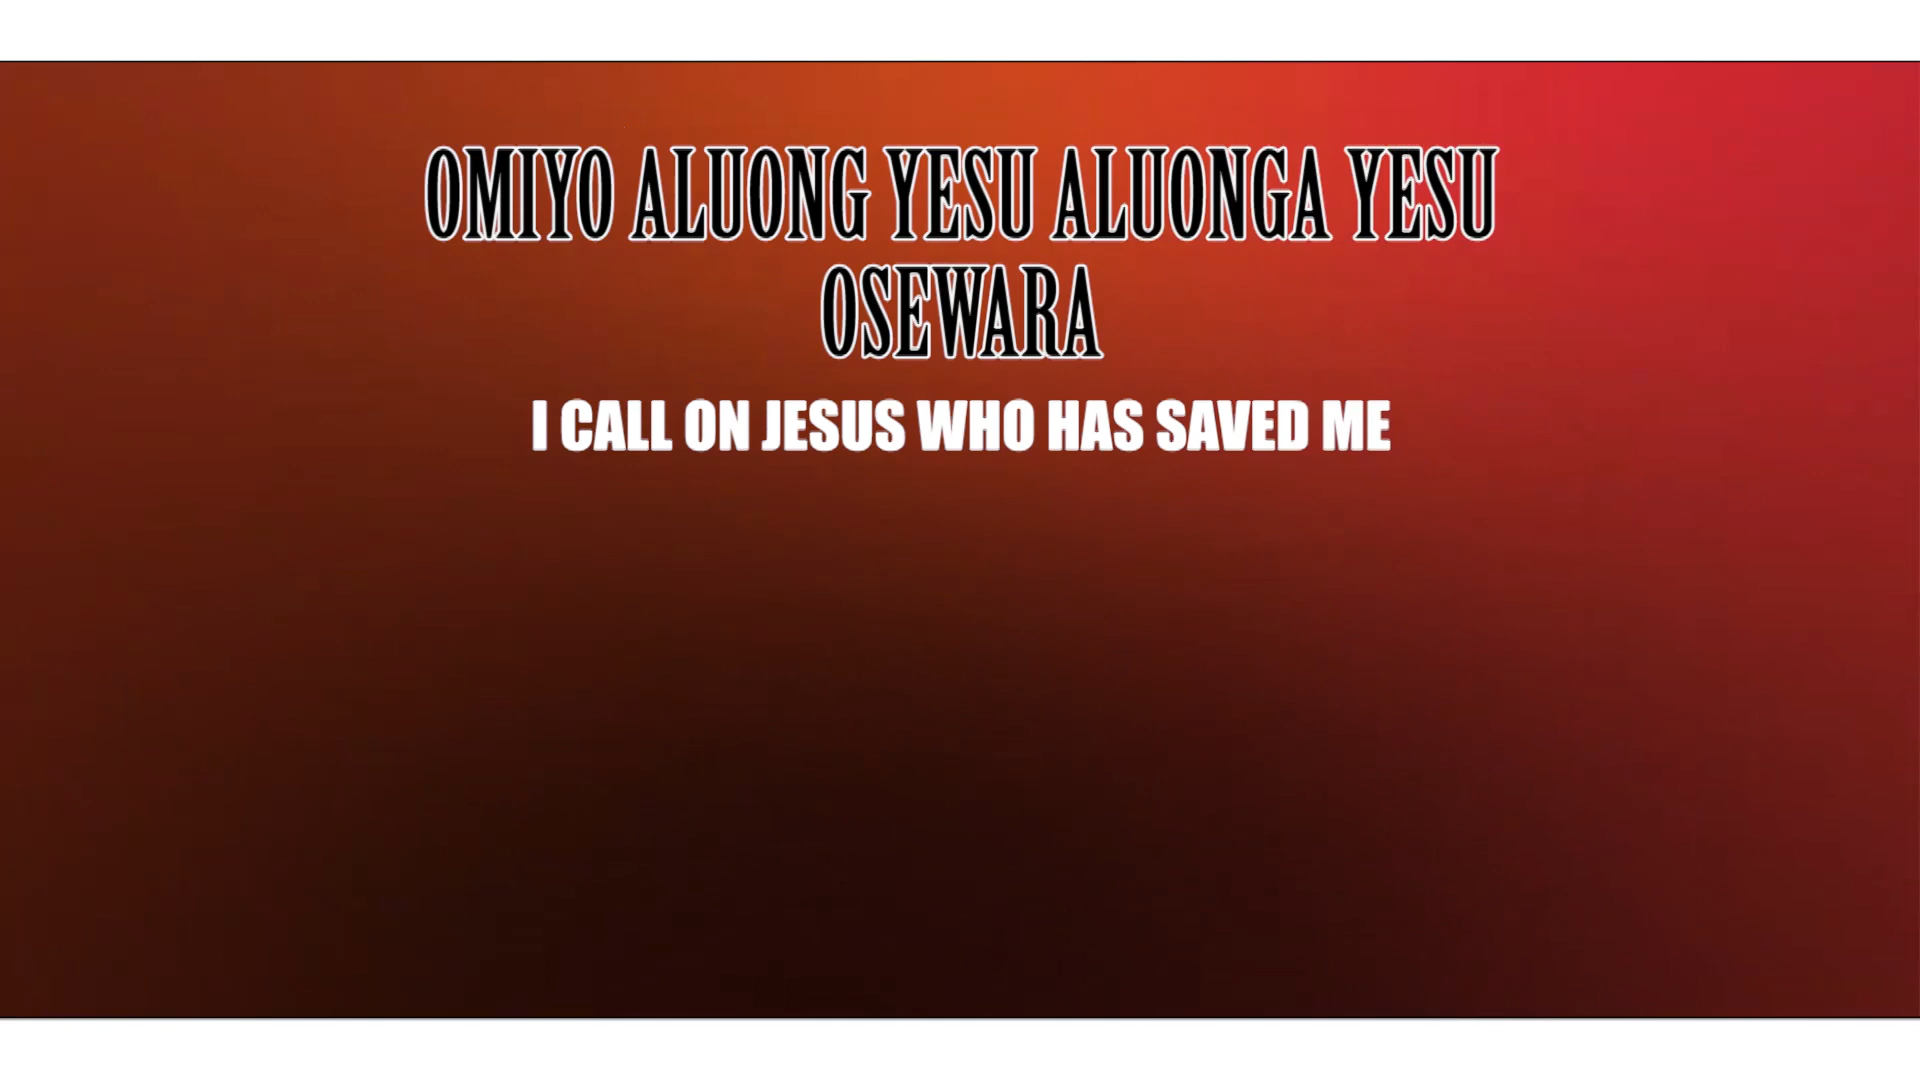 OMIYO ALUONG YESU ALUONGA YESU
OSEWARA
I CALL ON JESUS WHO HAS SAVED ME